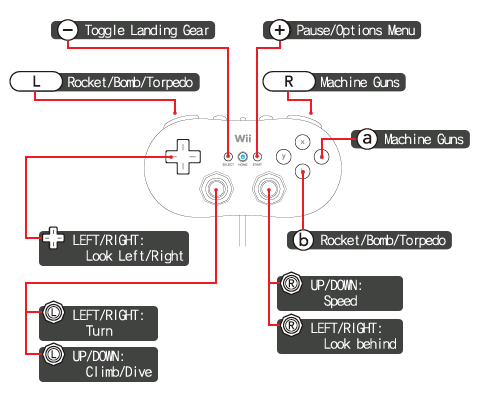 − Toggle Landing Gear
+ Pause/Options Menu
L Rocket/Bomb/Torpedo
R Machine Guns
Wii
x
a Machine Guns
y
SELECT HOME START
b
b Rocket/Bomb/Torpedo
LEFT/RIGHT:
Look Left/Right
R UP/DOWN:
Speed
L LEFT/RIGHT:
Turn
R LEFT/RIGHT:
Look behind
L UP/DOWN:
Climb/Dive